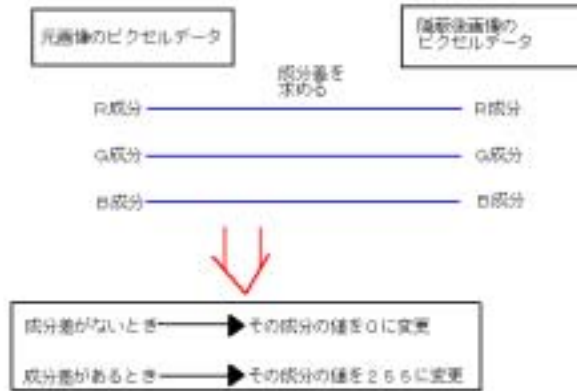 元画像のピクセルデータ
隠蔽後画像の
ピクセルデータ
成分差を
求める
R成分
R成分
G成分
G成分
B成分
B成分
成分差がないとき
その成分の値を0に変更
成分差があるとき
その成分の値を255に変更